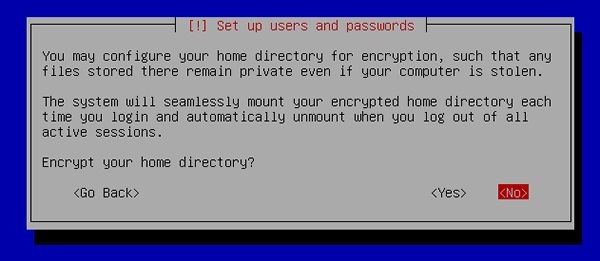 [!] Set up users and passwords
You may configure your home directory for encryption, such that any
files stored there remain private even if your computer is stolen.
The system will seamlessly mount your encrypted home directory each
time you login and automatically unmount when you log out of all
active sessions.
Encrypt your home directory?
<Go Back> <Yes> <No>